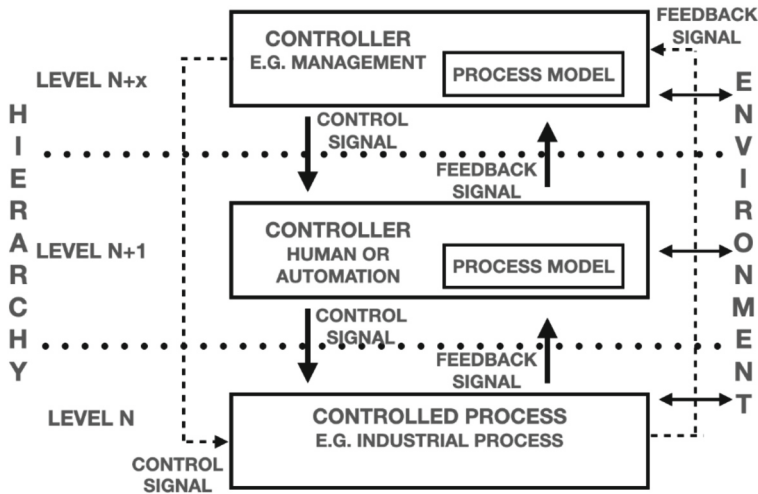 FEEDBACK
SIGNAL
CONTROLLER
E.G. MANAGEMENT
PROCESS MODEL
LEVEL N+x
CONTROL
SIGNAL
FEEDBACK
SIGNAL
HIERARCHY
ENVIRONMENT
CONTROLLER
HUMAN OR
AUTOMATION
PROCESS MODEL
LEVEL N+1
CONTROL
SIGNAL
FEEDBACK
SIGNAL
CONTROLLED PROCESS
E.G. INDUSTRIAL PROCESS
LEVEL N
CONTROL
SIGNAL